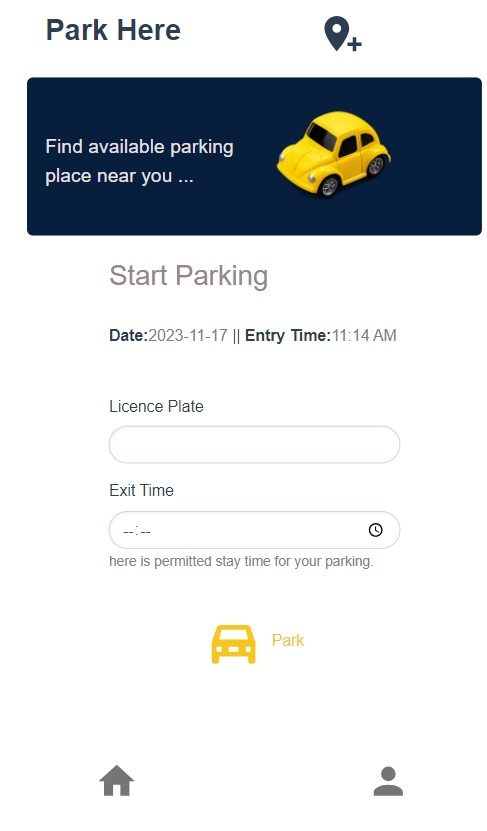 Park Here
Find available parking
place near you ...
Start Parking
Date:2023-11-17 || Entry Time:11:14 AM
Licence Plate
Exit Time
--:--
here is permitted stay time for your parking.
Park